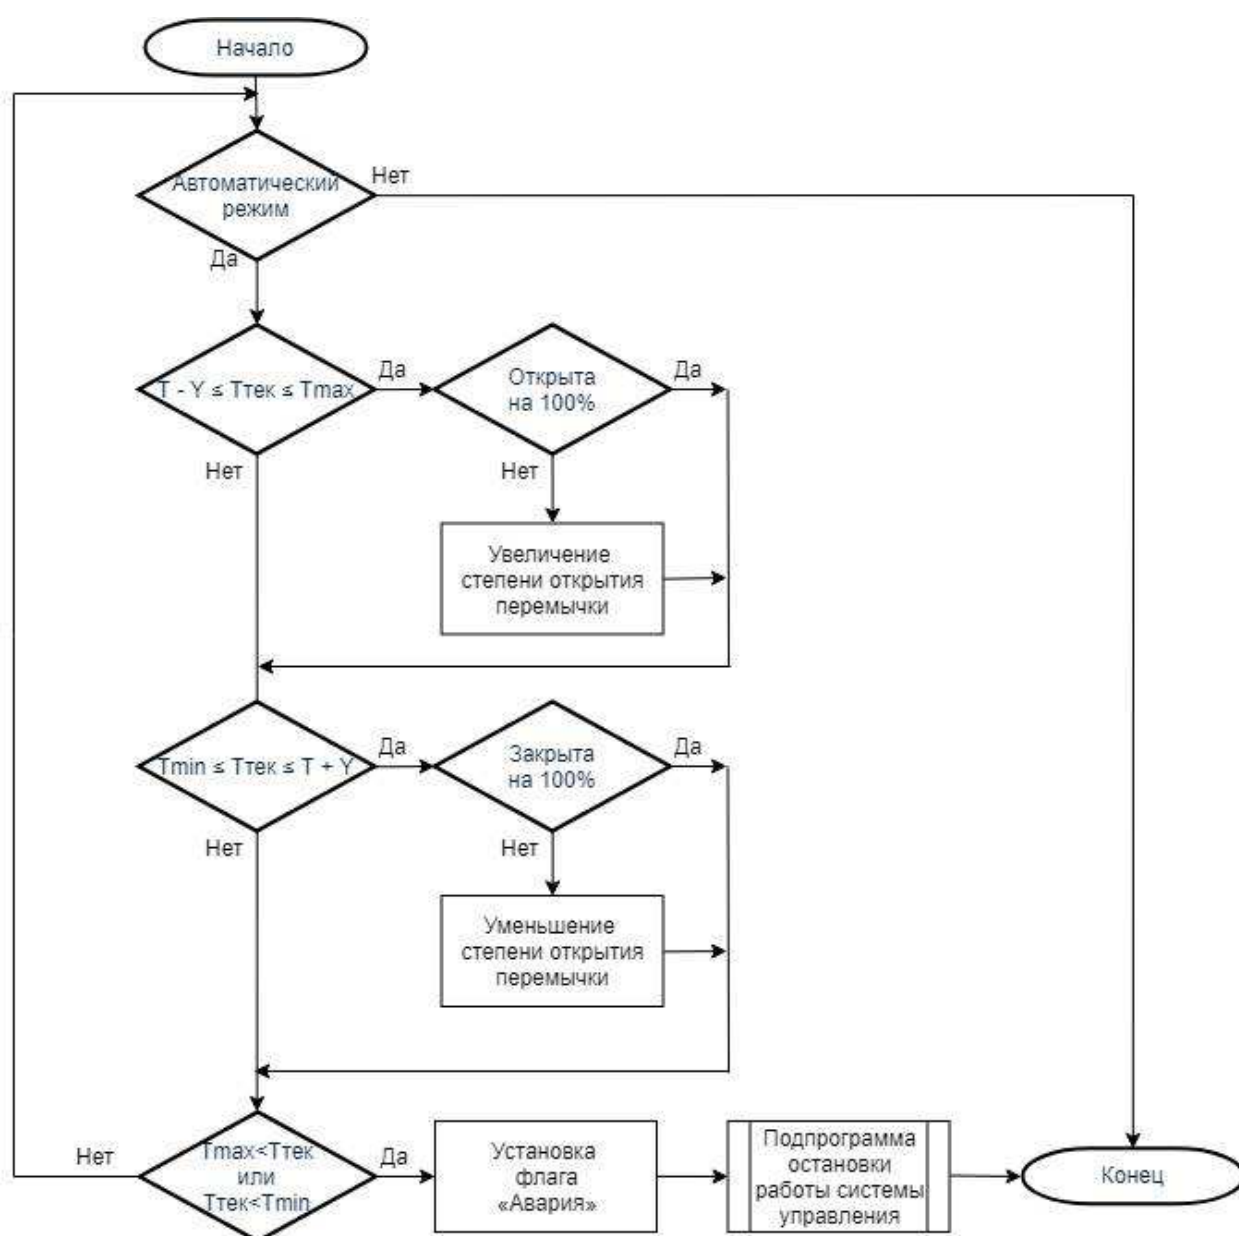 Начало
Автоматический
режим
Нет
Да
T - Y ≤ Tтек ≤ Tmax
Да
Открыта
на 100%
Да
Нет
Нет
Увеличение
степени открытия
перемычки
Tmin ≤ Tтек ≤ T + Y
Да
Закрыта
на 100%
Да
Нет
Нет
Уменьшение
степени открытия
перемычки
Нет
Tmax<Tтек
или
Tтек<Tmin
Да
Установка
флага
«Авария»
Подпрограмма
остановки
работы системы
управления
Конец